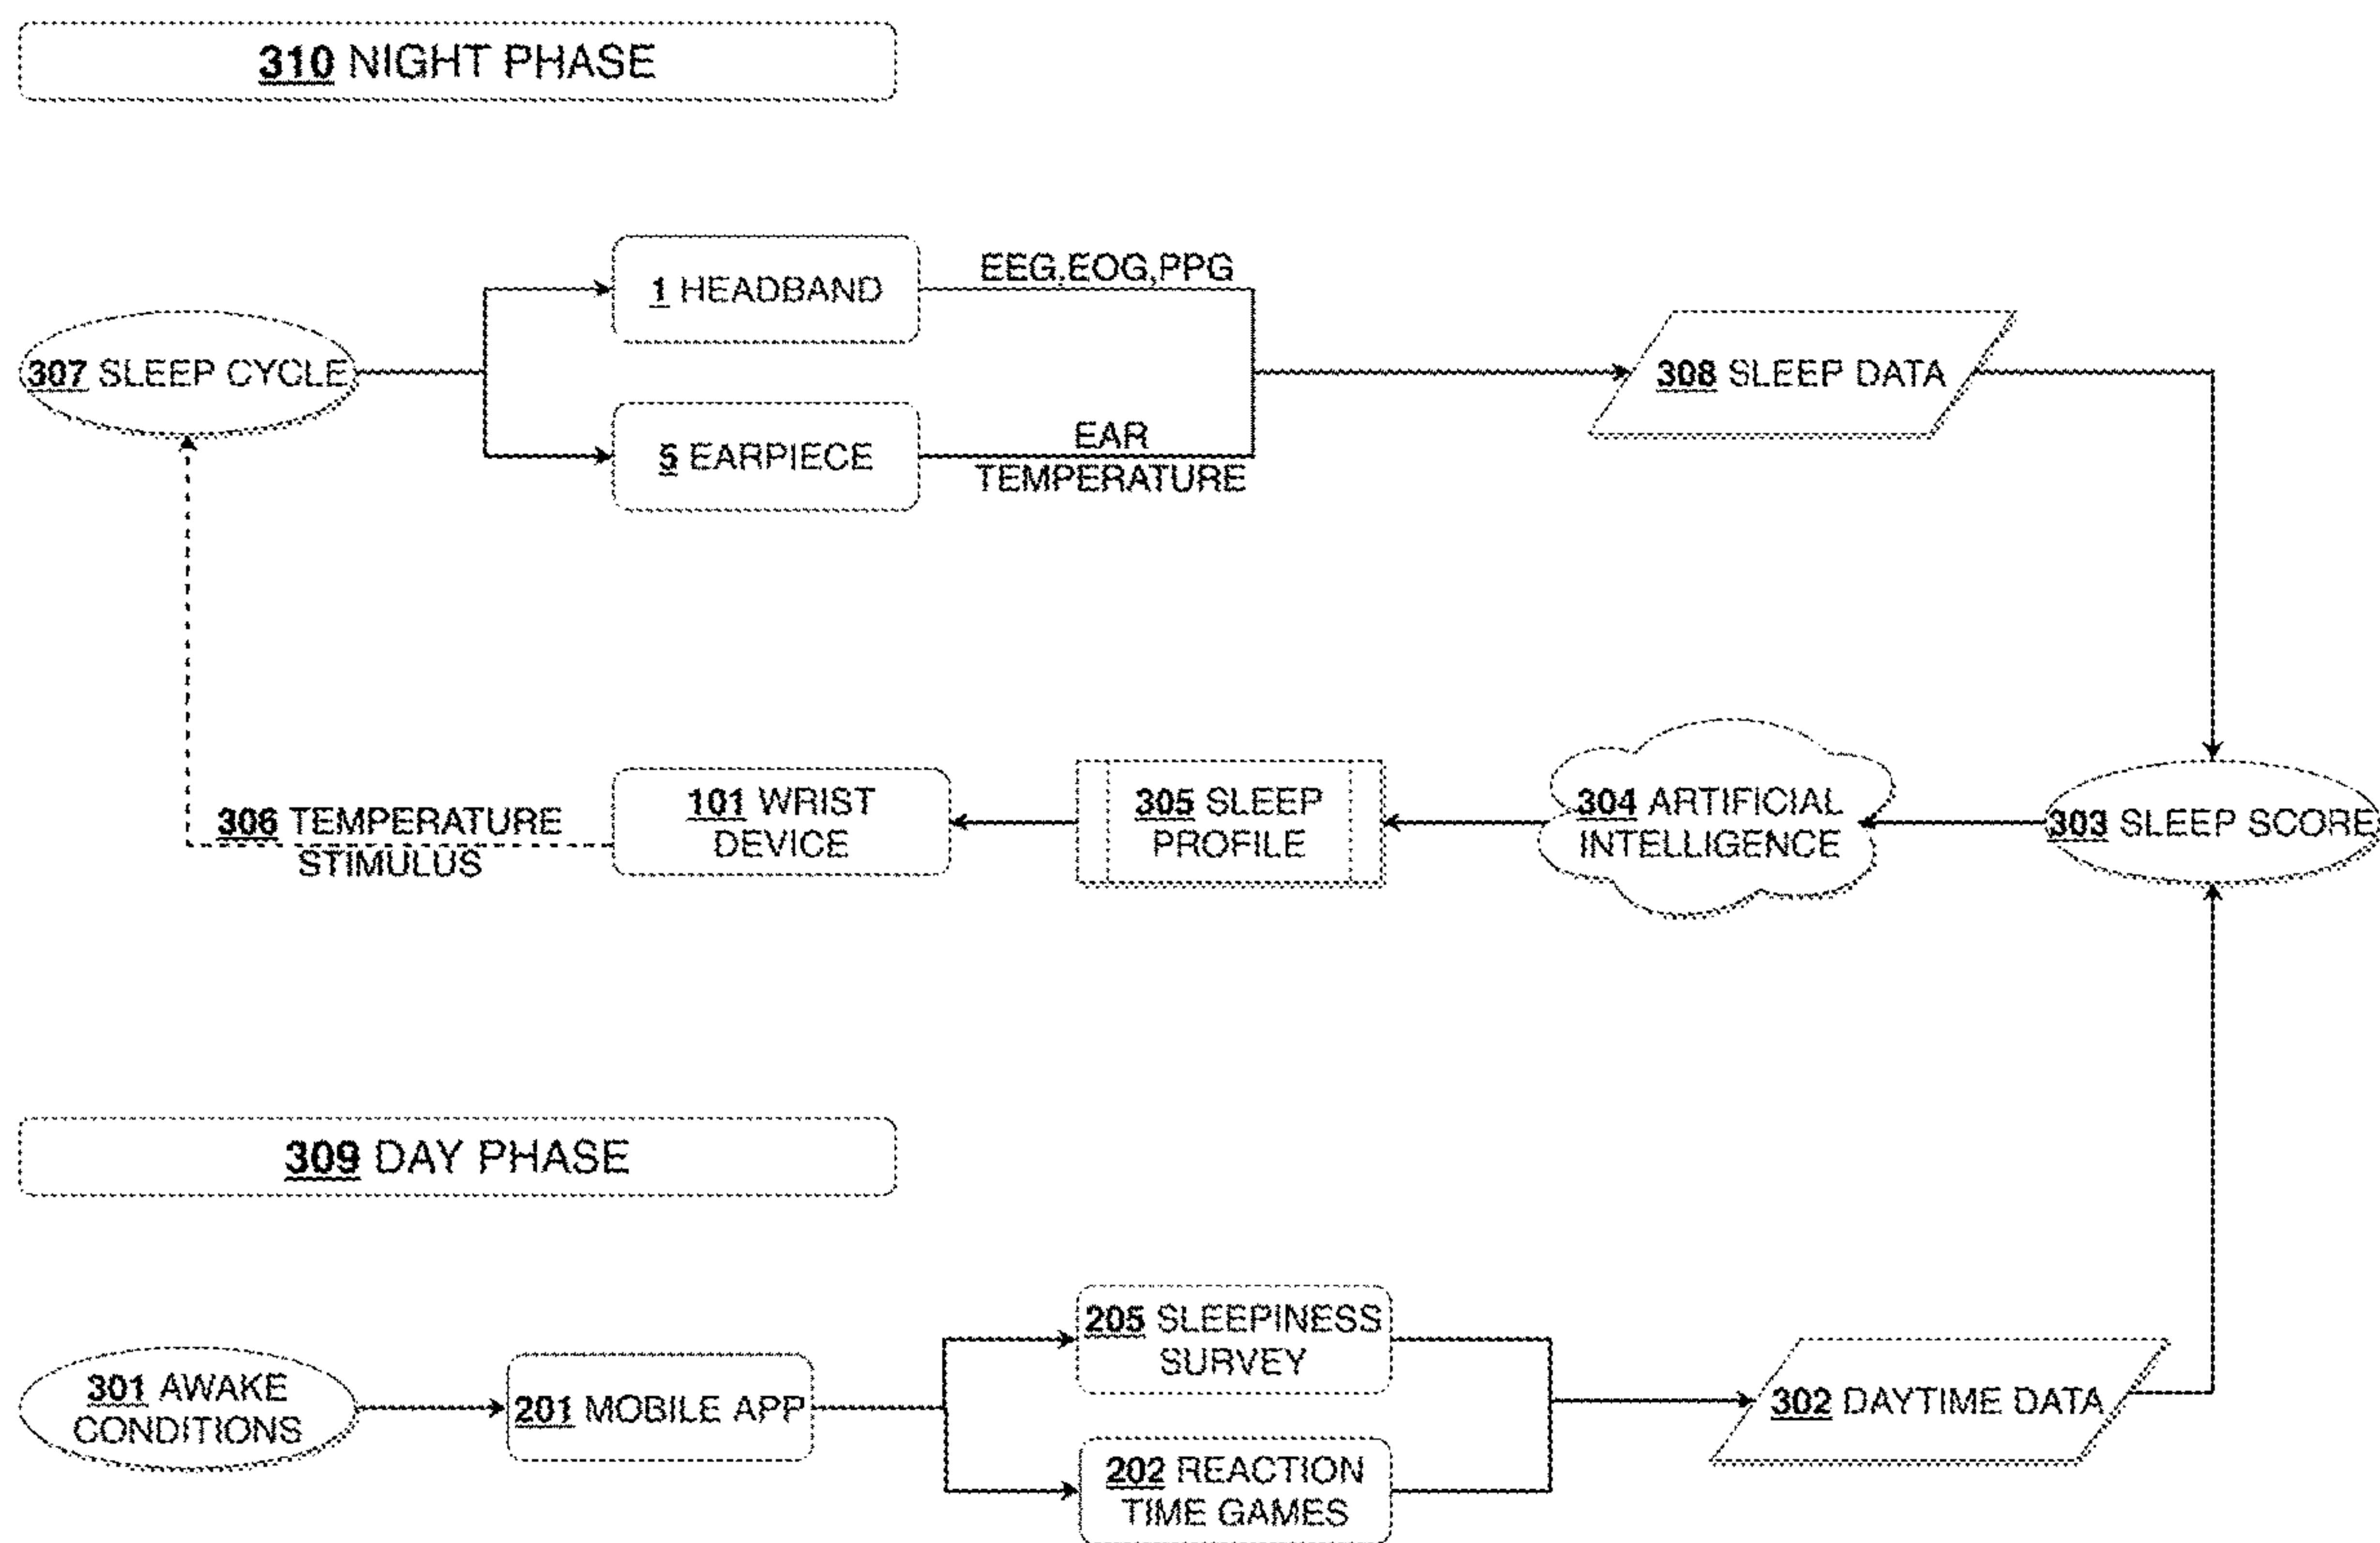 310 NIGHT PHASE
1 HEADBAND
EEG,EOG,PPG
307 SLEEP CYCLE
308 SLEEP DATA
5 EARPIECE
EAR
TEMPERATURE
306 TEMPERATURE
STIMULUS
101 WRIST
DEVICE
305 SLEEP
PROFILE
304 ARTIFICIAL
INTELLIGENCE
303 SLEEP SCORE
309 DAY PHASE
301 AWAKE
CONDITIONS
201 MOBILE APP
205 SLEEPINESS
SURVEY
202 REACTION
TIME GAMES
302 DAYTIME DATA